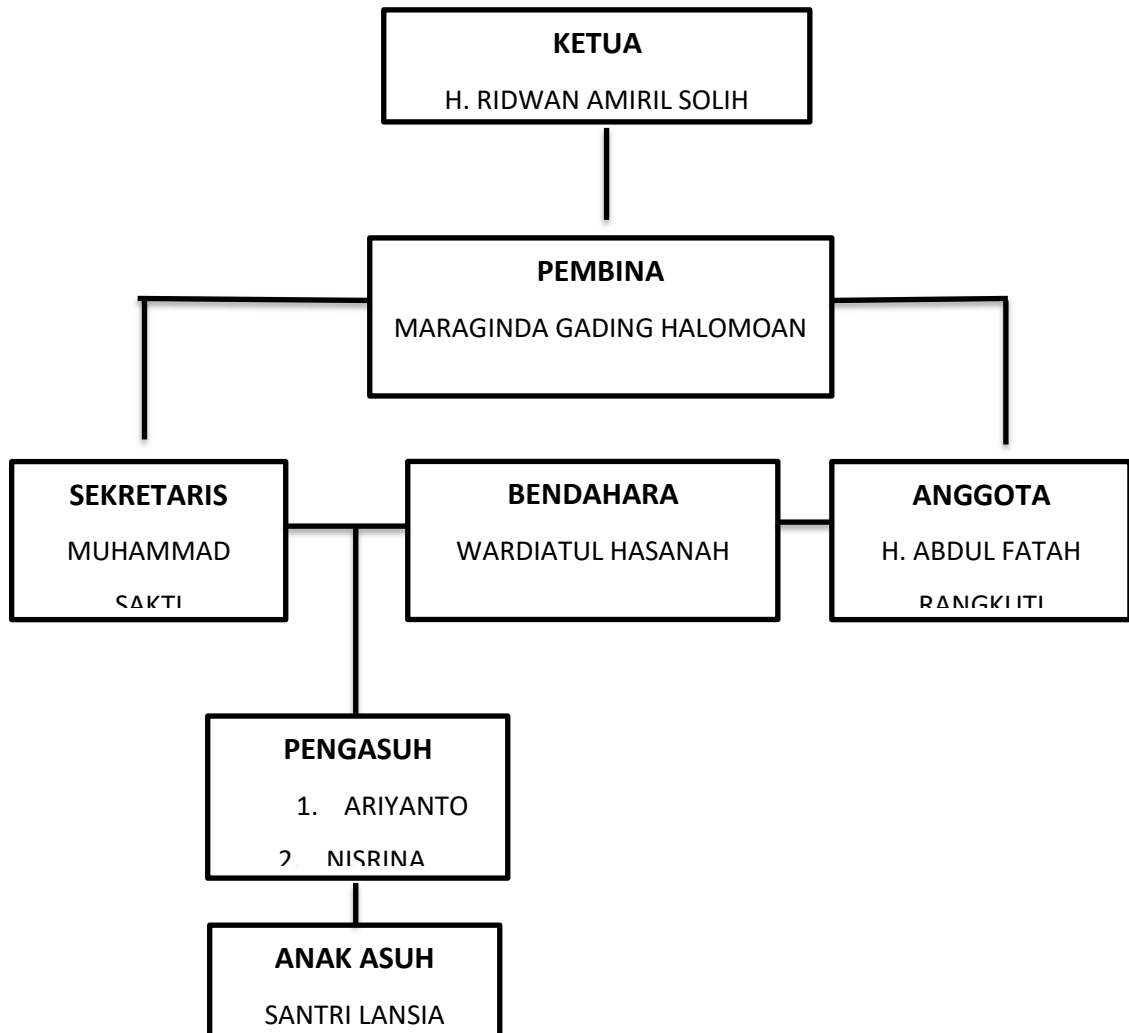 KETUA
H. RIDWAN AMIRIL SOLIH
PEMBINA
MARAGINDA GADING HALOMOAN
SEKRETARIS
MUHAMMAD
SAKTI
BENDAHARA
WARDIATUL HASANAH
ANGGOTA
H. ABDUL FATAH
RANGKUTI
PENGASUH
1. ARIYANTO
2. NISRINA
ANAK ASUH
SANTRI LANSIA